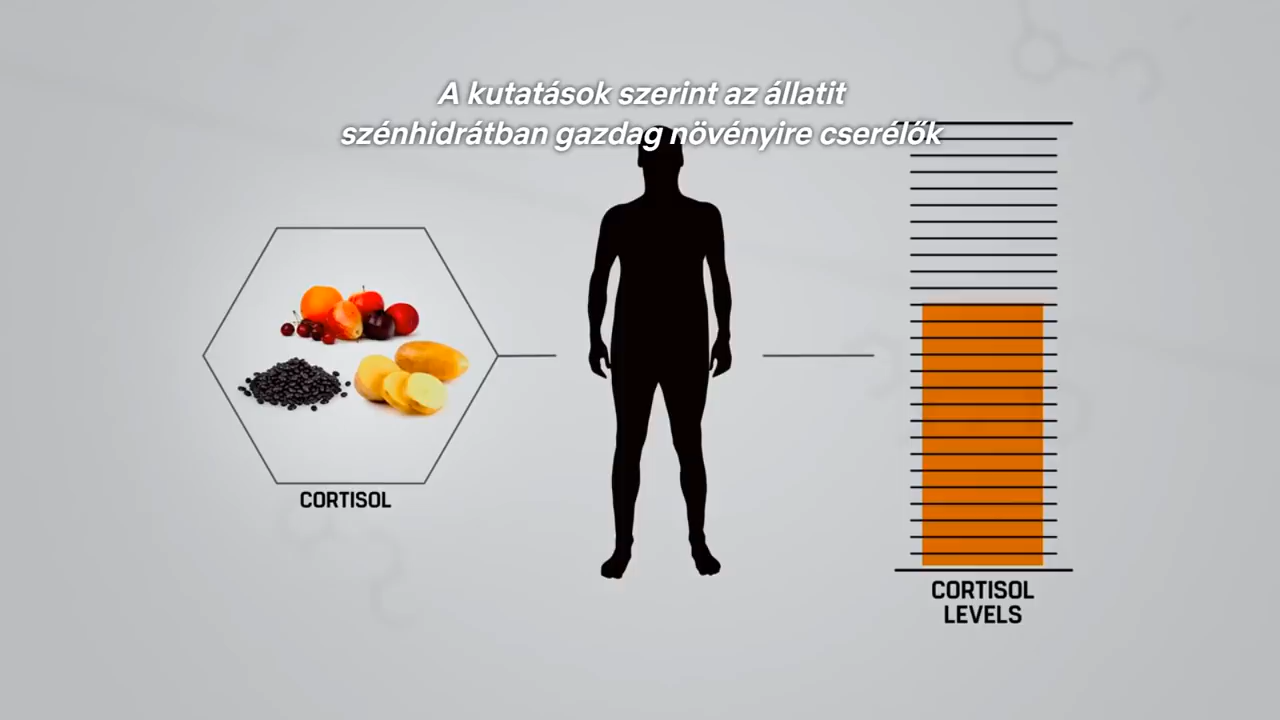 A kutatások szerint az állatit
szénhidrátban gazdag növényire cserélők
CORTISOL
CORTISOL
LEVELS